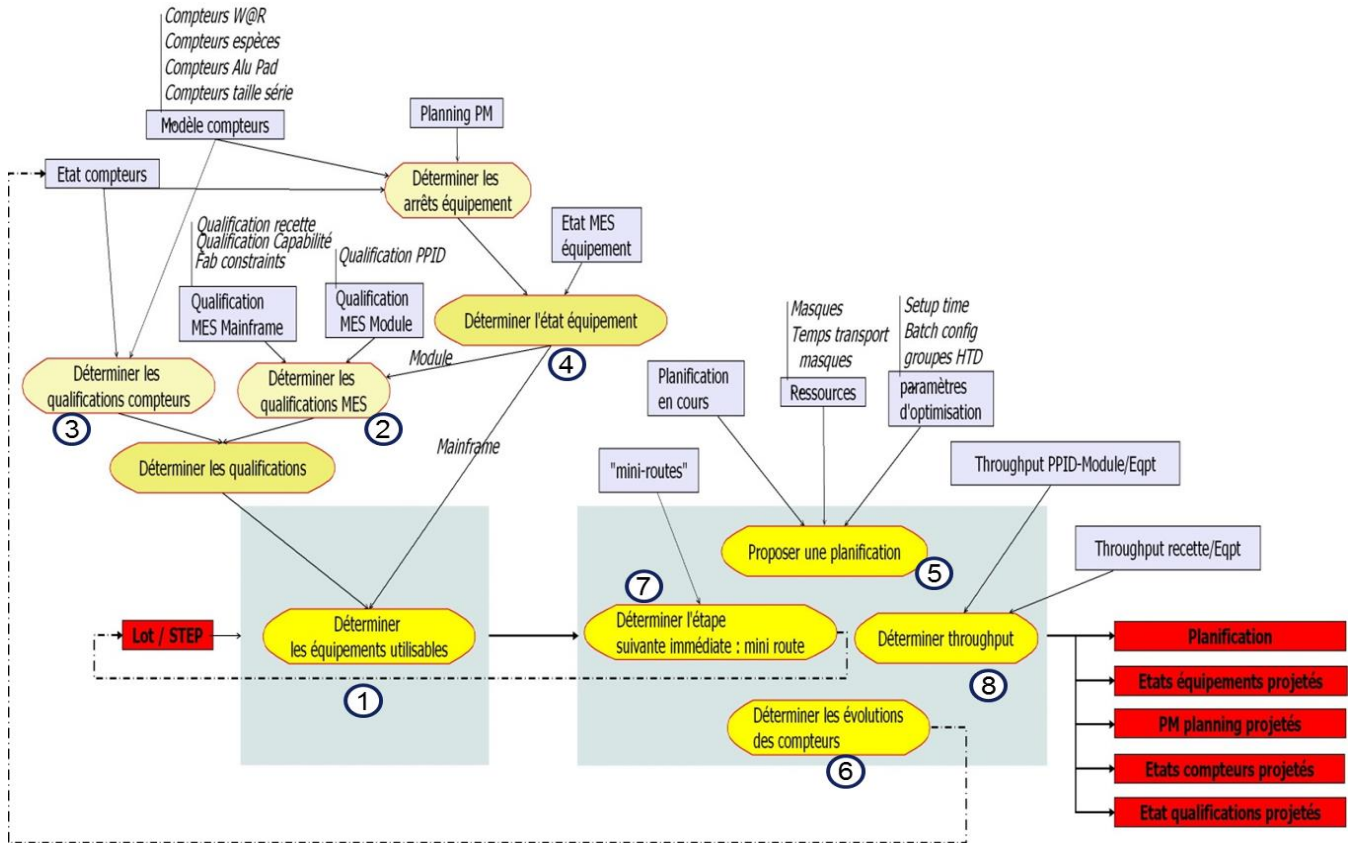 Compteurs W@R
Compteurs espèces
Compteurs Alu Pad
Compteurs taille série
Modèle compteurs
Planning PM
Etat compteurs
Déterminer les
arrêts équipement
Qualification recette
Qualification Capabilité
Fab constraints
Qualification PPID
Etat MES
équipement
Qualification
MES Mainframe
Qualification
MES Module
Déterminer l'état équipement
4
Module
Masques
Temps transport
masques
Setup time
Batch config
groupes HTD
Déterminer les
qualifications compteurs
3
Déterminer les
qualifications MES
2
Planification
en cours
Ressources
paramètres
d'optimisation
Mainframe
Déterminer les qualifications
"mini-routes"
Throughput PPID-Module/Eqpt
Proposer une planification
5
Throughput recette/Eqpt
7
Lot / STEP
Déterminer
les équipements utilisables
1
Déterminer l'étape
suivante immédiate : mini route
Déterminer throughput
8
Déterminer les évolutions
des compteurs
6
Planification
Etats équipements projetés
PM planning projetés
Etats compteurs projetés
Etat qualifications projetés